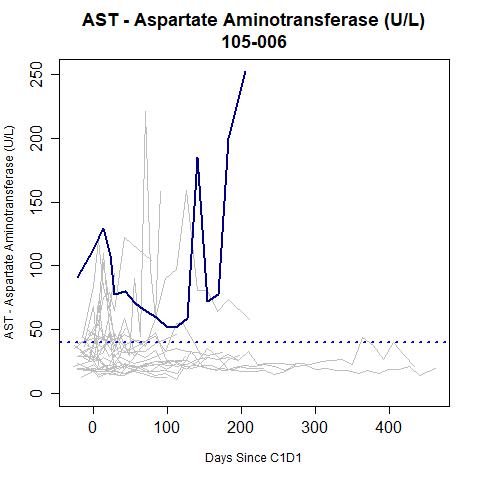 AST - Aspartate Aminotransferase (U/L)
105-006
AST - Aspartate Aminotransferase (U/L)
250
200
150
100
50
0
0 100 200 300 400
Days Since C1D1